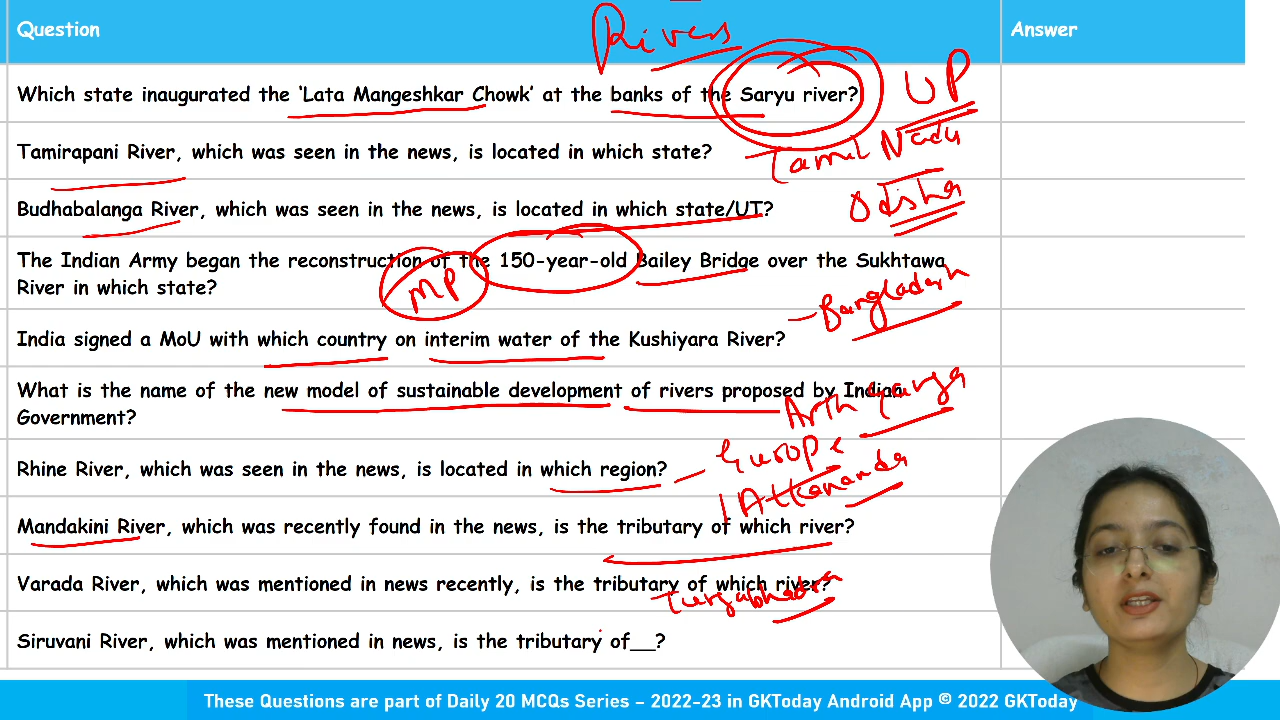 Rivers
Question
Answer
Which state inaugurated the ‘Lata Mangeshkar Chowk’ at the banks of the Saryu river?
UP
Tamirapani River, which was seen in the news, is located in which state?
Tamil Nadu
Budhabalanga River, which was seen in the news, is located in which state/UT?
Odisha
The Indian Army began the reconstruction of the 150-year-old Bailey Bridge over the Sukhtawa
River in which state?
MP
India signed a MoU with which country on interim water of the Kushiyara River?
Bangladesh
What is the name of the new model of sustainable development of rivers proposed by Indian
Government?
Arth Ganga
Rhine River, which was seen in the news, is located in which region?
Europe
Mandakini River, which was recently found in the news, is the tributary of which river?
Alkananda
Varada River, which was mentioned in news recently, is the tributary of which river?
Tungabhadra
Siruvani River, which was mentioned in news, is the tributary of__?
These Questions are part of Daily 20 MCQs Series – 2022-23 in GKToday Android App © 2022 GKToday